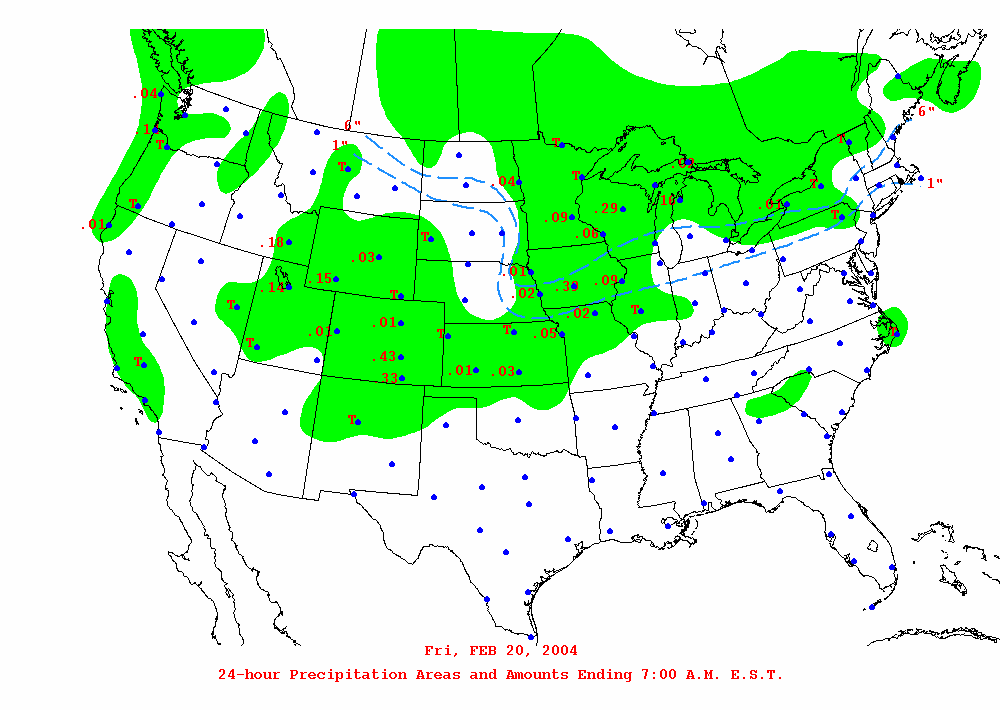 .04
6"
6"
.1
T
T
T
1"
T
.02
T
.04
T
1"
T
.10
.01
T
.01
.09
.29
T
.18
T
.06
.03
.15
.01
.14
.09
T
.02
T
.02
T
.01
.01
T
T
.05
T
T
.43
T
.01
.03
.33
T
Fri, FEB 20, 2004
24-hour Precipitation Areas and Amounts Ending 7:00 A.M. E.S.T.